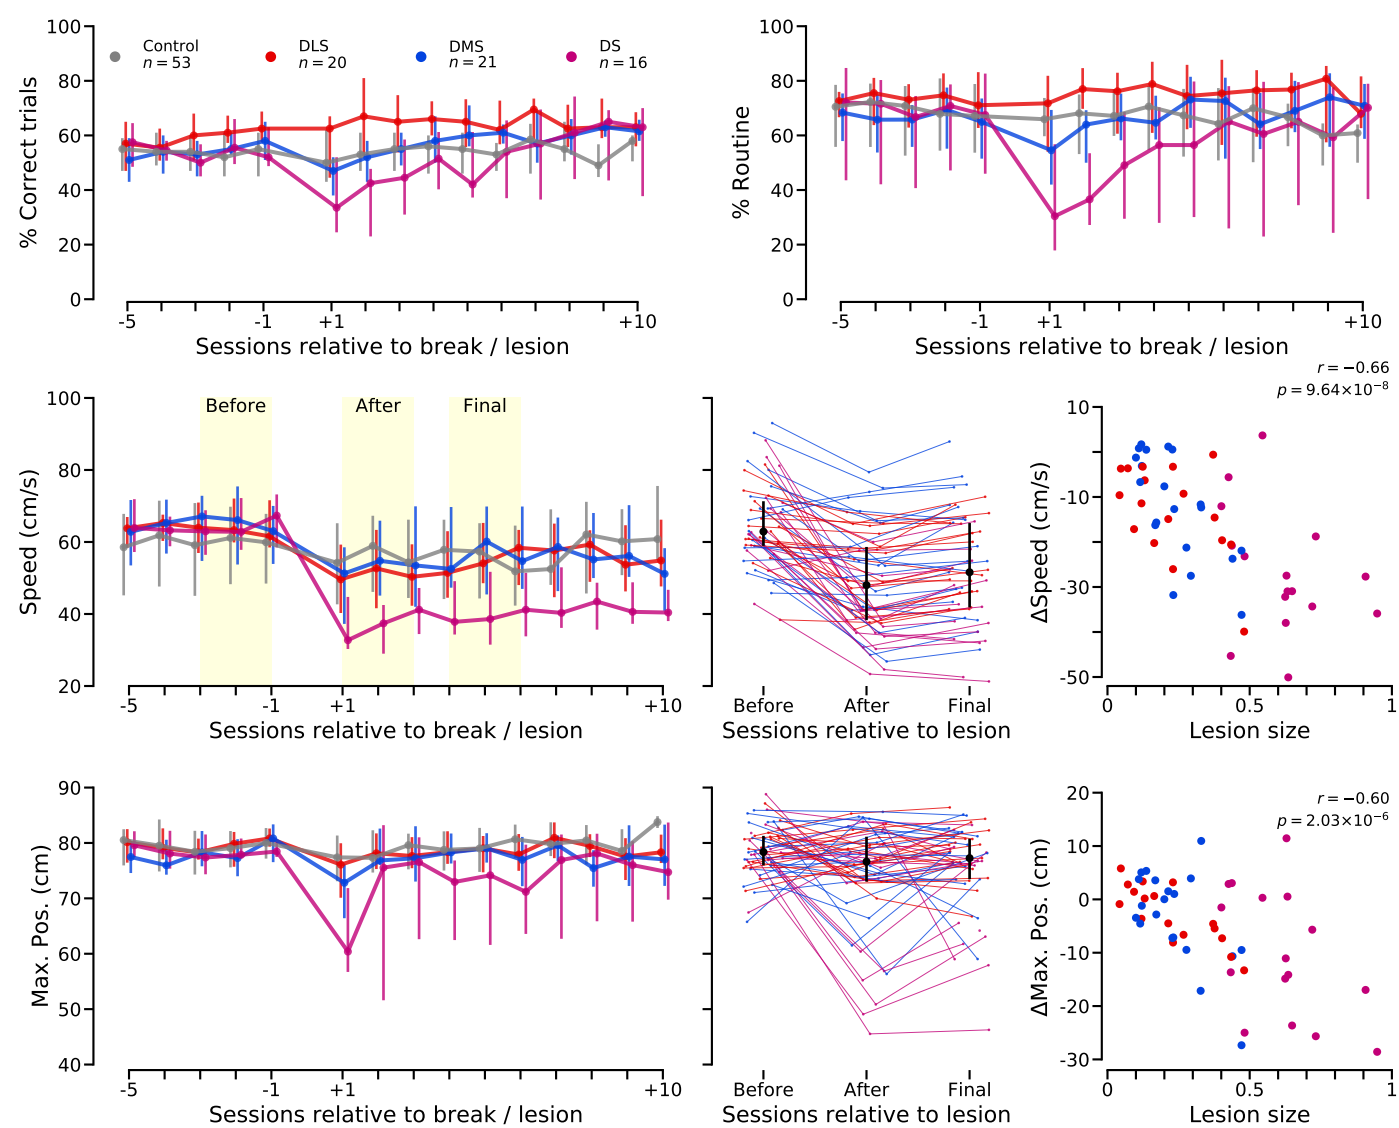 100
80
60
40
20
0
% Correct trials
Control
n = 53
DLS
n = 20
DMS
n = 21
DS
n = 16
-5
-1
+1
+10
Sessions relative to break / lesion
100
80
60
40
20
0
% Routine
-5
-1
+1
+10
Sessions relative to break / lesion
100
80
60
40
20
Speed (cm/s)
Before
After
Final
-5
-1
+1
+10
Sessions relative to break / lesion
Before
After
Final
Sessions relative to lesion
r = −0.66
p = 9.64×10⁻⁸
10
-10
-30
-50
ΔSpeed (cm/s)
0
0.5
1
Lesion size
90
80
70
60
50
40
Max. Pos. (cm)
-5
-1
+1
+10
Sessions relative to break / lesion
Before
After
Final
Sessions relative to lesion
r = −0.60
p = 2.03×10⁻⁶
20
10
0
-10
-20
-30
ΔMax. Pos. (cm)
0
0.5
1
Lesion size